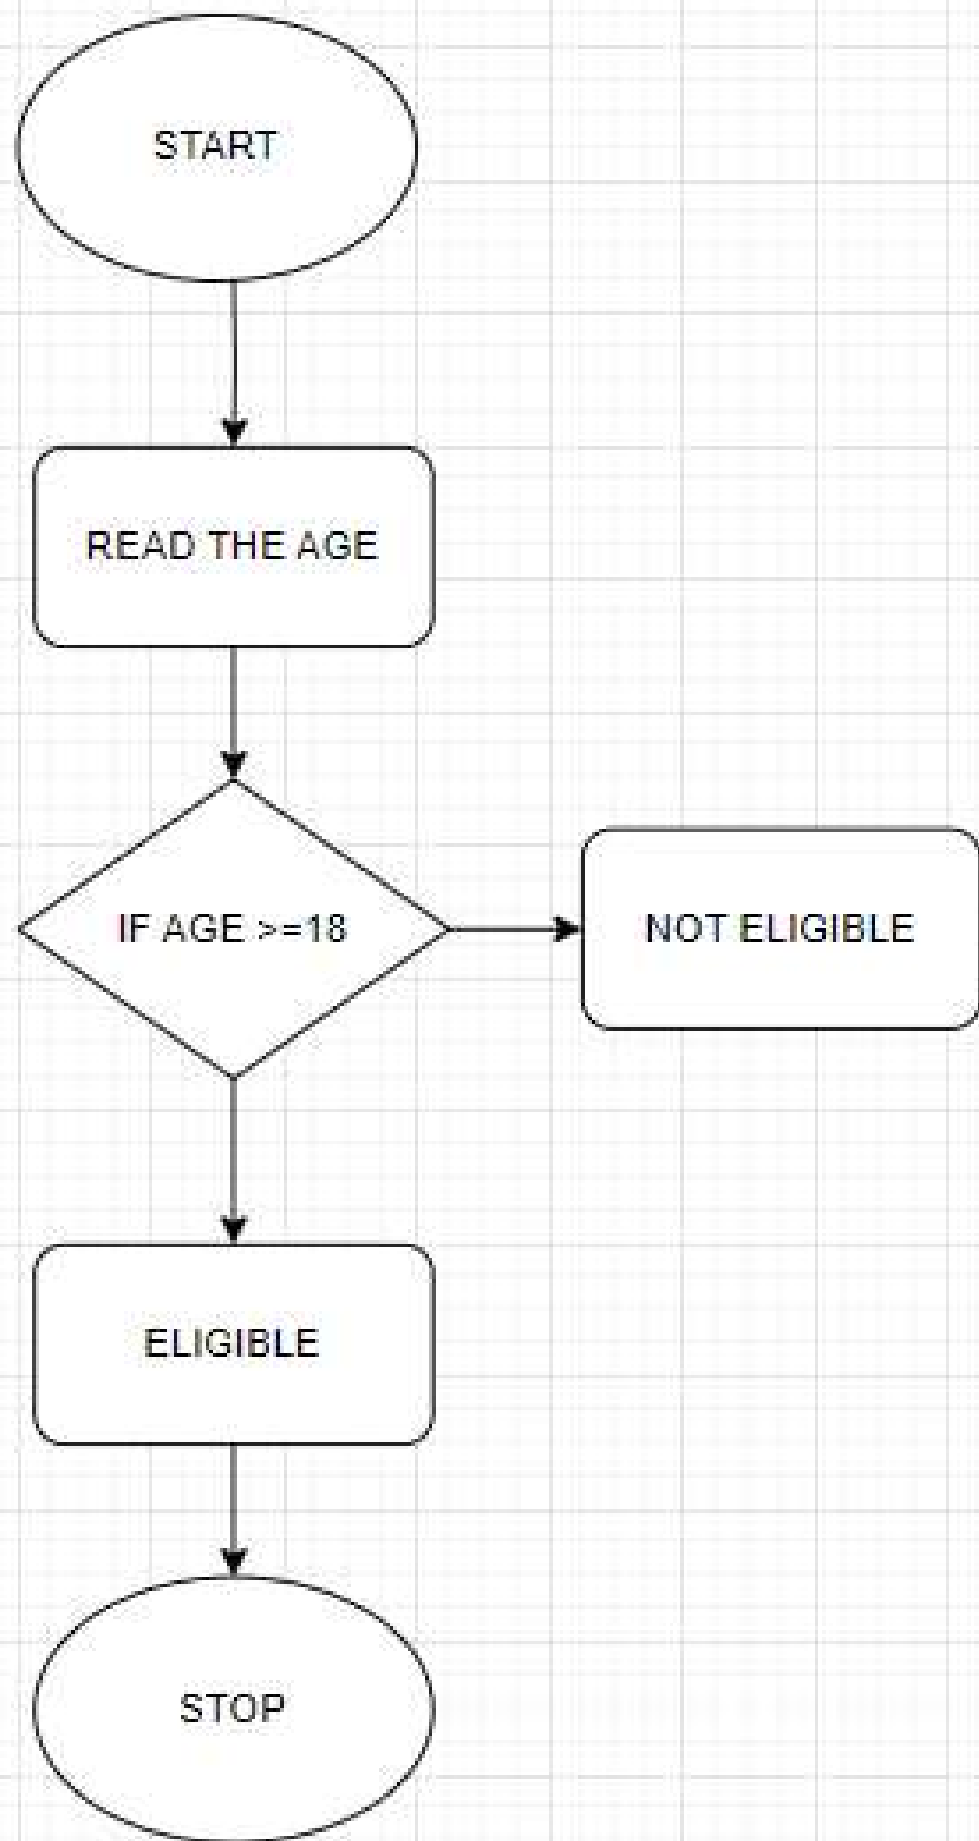 START
READ THE AGE
IF AGE >=18
NOT ELIGIBLE
ELIGIBLE
STOP